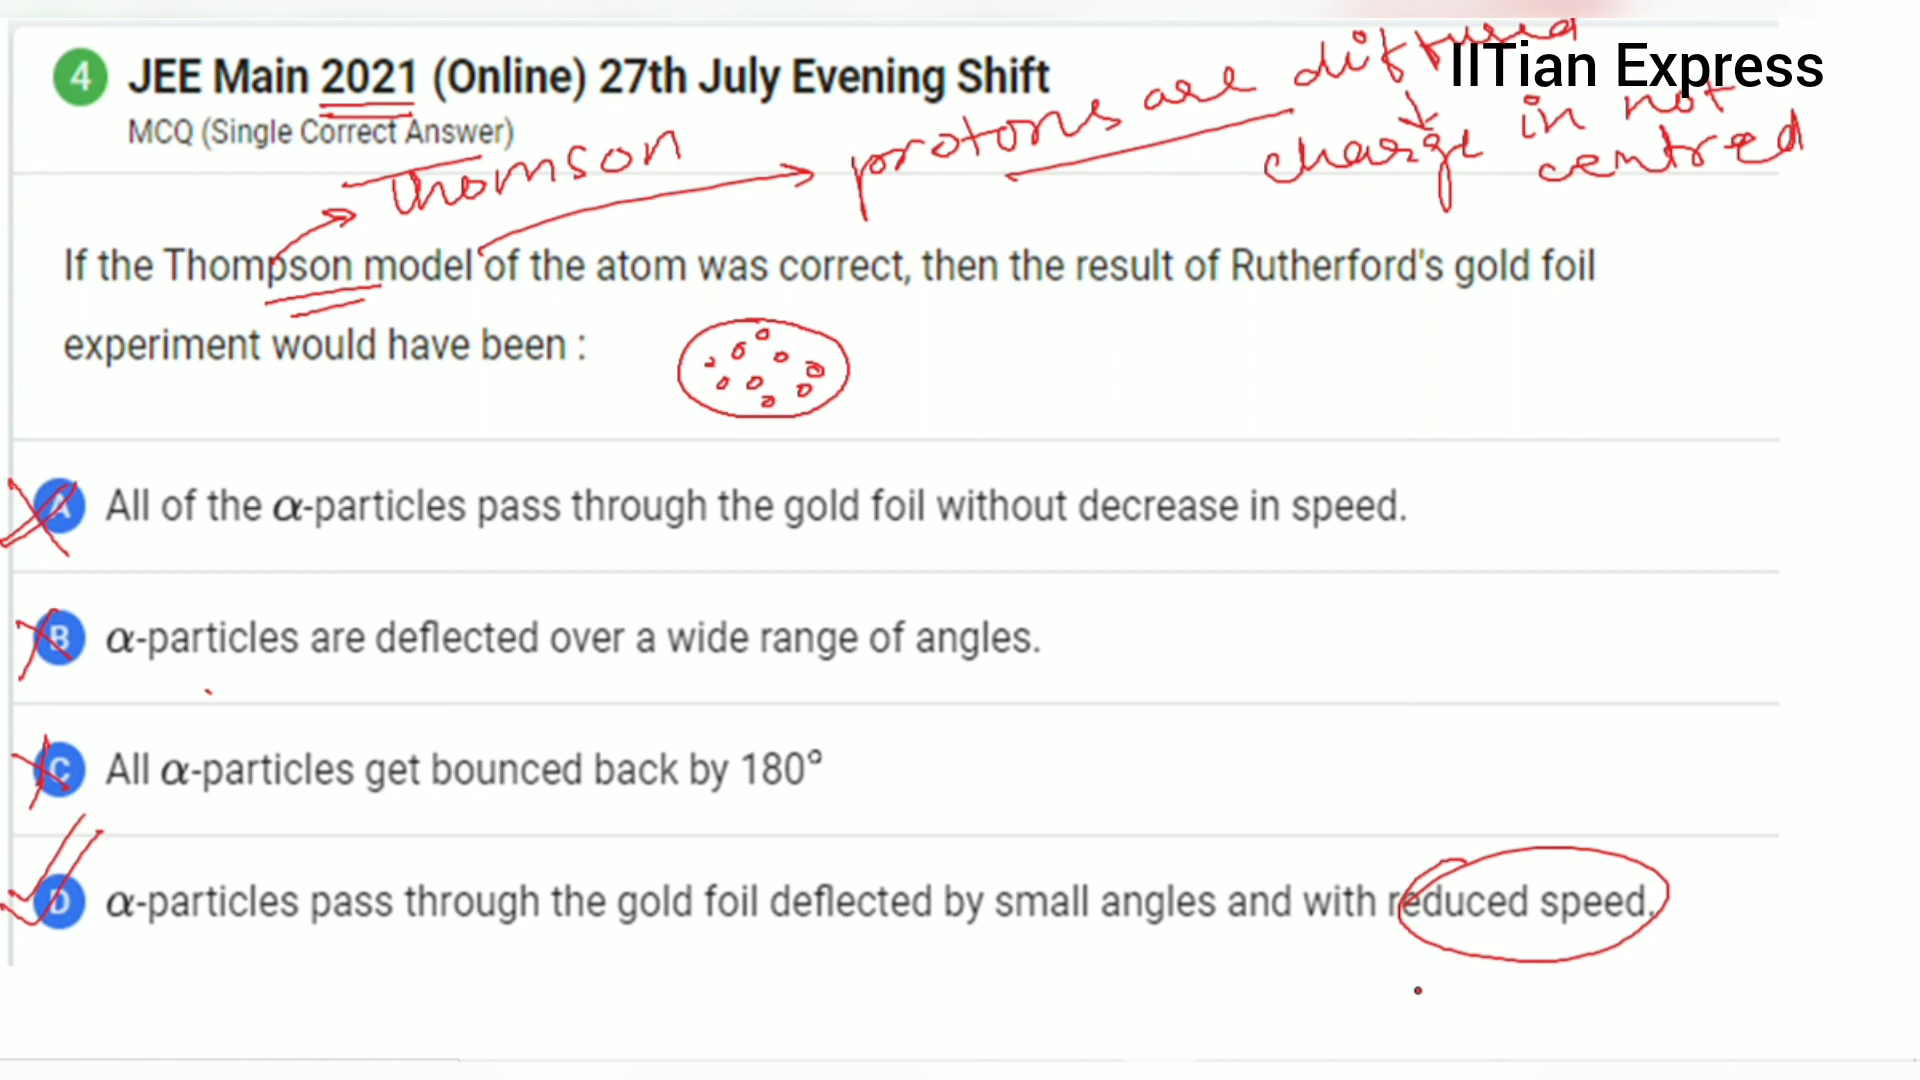 4 JEE Main 2021 (Online) 27th July Evening Shift
IITian Express
MCQ (Single Correct Answer)
Thomson
protons are diffused
charge in not
centred
If the Thompson model of the atom was correct, then the result of Rutherford's gold foil
experiment would have been :
A All of the α-particles pass through the gold foil without decrease in speed.
B α-particles are deflected over a wide range of angles.
C All α-particles get bounced back by 180°
D α-particles pass through the gold foil deflected by small angles and with reduced speed.